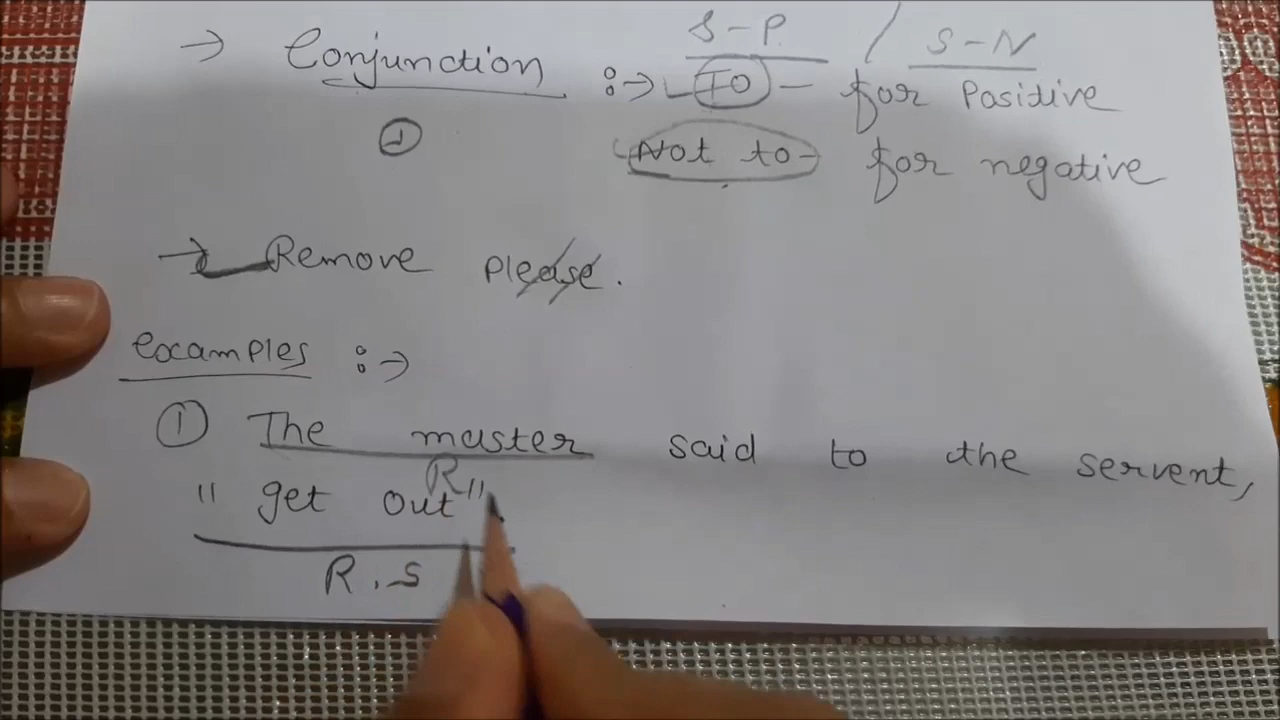 S-P. / S-N
→ Conjunction :→ TO - for Positive
① Not to - for negative
→ Remove please.
examples :→
① The master said to the servent,
R
" get out".
R.S